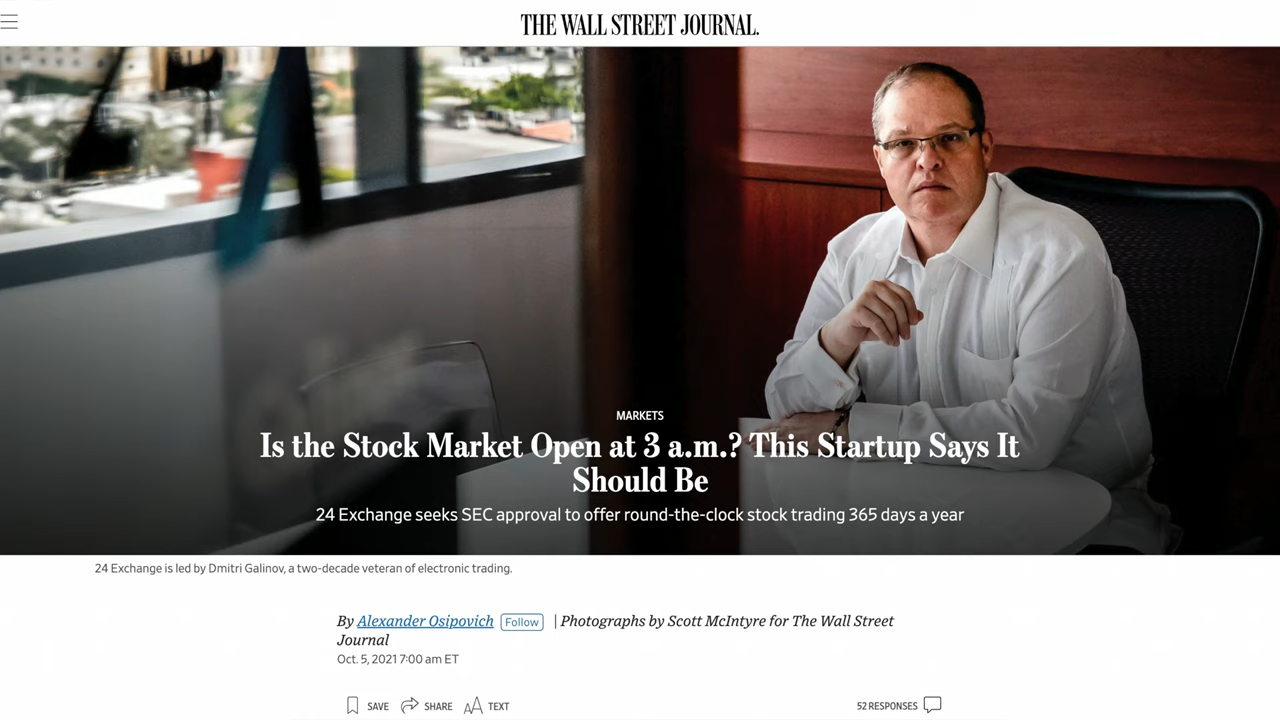 THE WALL STREET JOURNAL.
MARKETS
Is the Stock Market Open at 3 a.m.? This Startup Says It
Should Be
24 Exchange seeks SEC approval to offer round-the-clock stock trading 365 days a year
24 Exchange is led by Dmitri Galinov, a two-decade veteran of electronic trading.
By Alexander Osipovich Follow | Photographs by Scott McIntyre for The Wall Street
Journal
Oct. 5, 2021 7:00 am ET
SAVE SHARE AA TEXT 52 RESPONSES